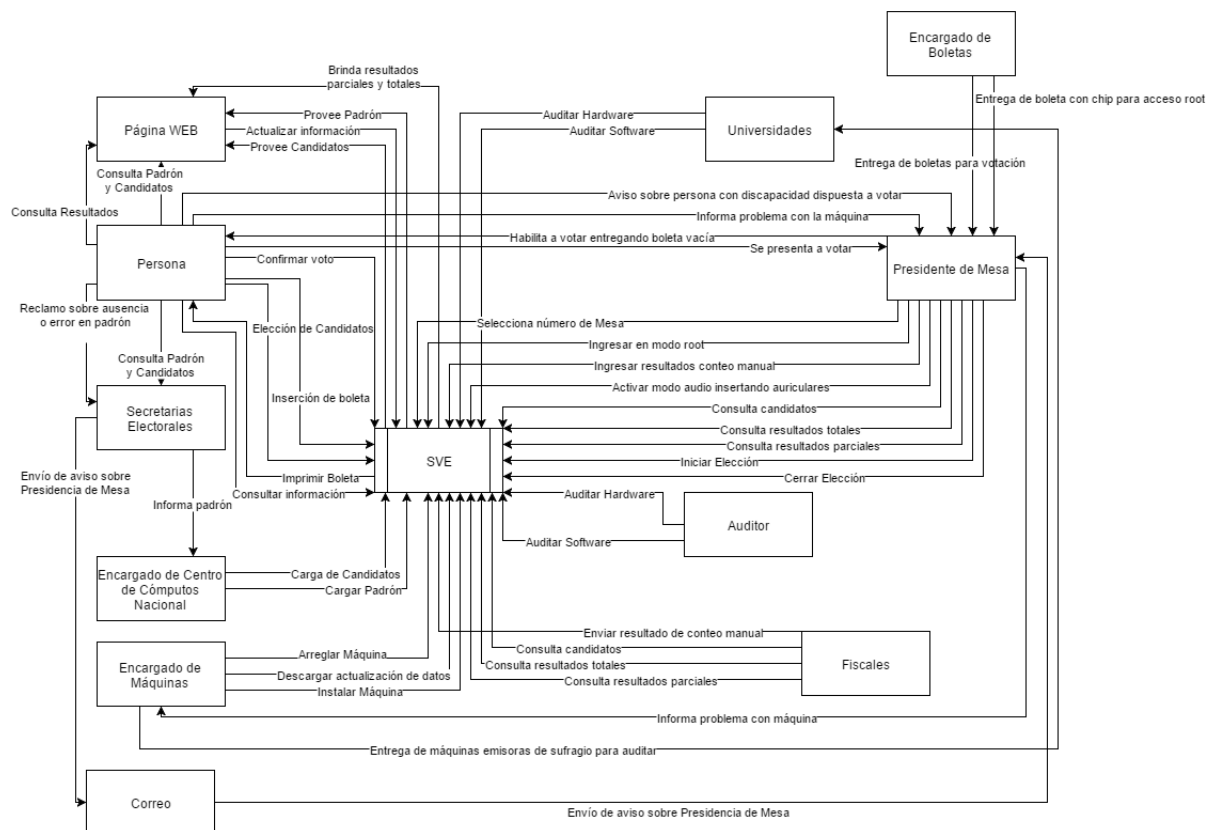 Encargado de
Boletas
Brinda resultados
parciales y totales
Entrega de boleta con chip para acceso root
Provee Padrón
Auditar Hardware
Página WEB
Actualizar información
Auditar Software
Universidades
Provee Candidatos
Entrega de boletas para votación
Consulta Padrón
y Candidatos
Aviso sobre persona con discapacidad dispuesta a votar
Consulta Resultados
Informa problema con la máquina
Habilita a votar entregando boleta vacía
Se presenta a votar
Persona
Confirmar voto
Presidente de Mesa
Reclamo sobre ausencia
o error en padrón
Elección de Candidatos
Selecciona número de Mesa
Ingresar en modo root
Consulta Padrón
y Candidatos
Ingresar resultados conteo manual
Activar modo audio insertando auriculares
Inserción de boleta
Secretarias
Electorales
Consulta candidatos
Consulta resultados totales
Consulta resultados parciales
SVE
Iniciar Elección
Envío de aviso sobre
Presidencia de Mesa
Imprimir Boleta
Cerrar Elección
Consultar información
Informa padrón
Auditar Hardware
Auditor
Auditar Software
Encargado de Centro
de Cómputos
Nacional
Carga de Candidatos
Cargar Padrón
Enviar resultado de conteo manual
Encargado de
Máquinas
Arreglar Máquina
Consulta candidatos
Fiscales
Consulta resultados totales
Descargar actualización de datos
Consulta resultados parciales
Instalar Máquina
Informa problema con máquina
Entrega de máquinas emisoras de sufragio para auditar
Correo
Envío de aviso sobre Presidencia de Mesa